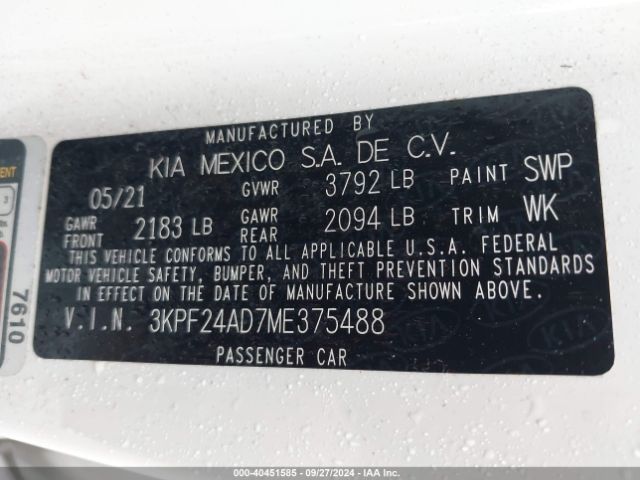 MANUFACTURED BY
KIA MEXICO S.A. DE C.V.
05/21 GVWR 3792 LB PAINT SWP
GAWR FRONT 2183 LB GAWR REAR 2094 LB TRIM WK
THIS VEHICLE CONFORMS TO ALL APPLICABLE U.S.A. FEDERAL
MOTOR VEHICLE SAFETY, BUMPER, AND THEFT PREVENTION STANDARDS
IN EFFECT ON THE DATE OF MANUFACTURE SHOWN ABOVE.
V.I.N. 3KPF24AD7ME375488
PASSENGER CAR
7610
000-40451585 | 09/27/2024 | IAA Inc.